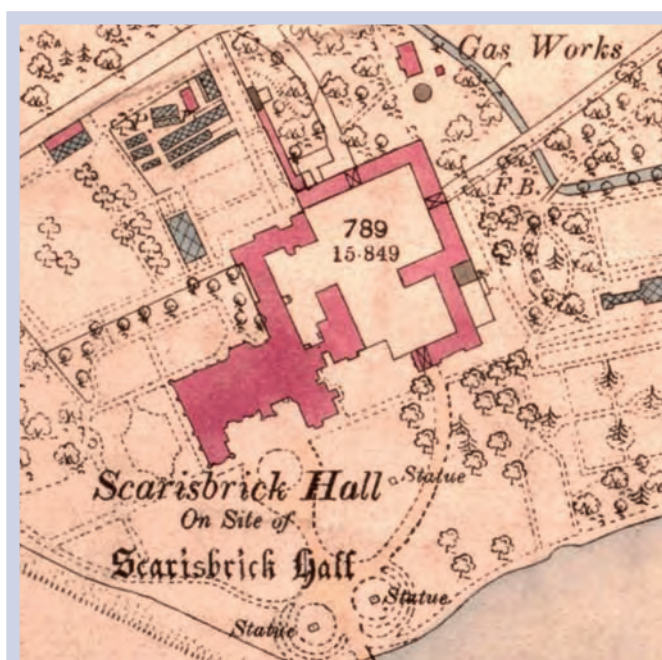 Gas Works
F.B.
789
15·849
Scarisbrick Hall
On Site of
Scarisbrick Hall
Statue
Statue
Statue